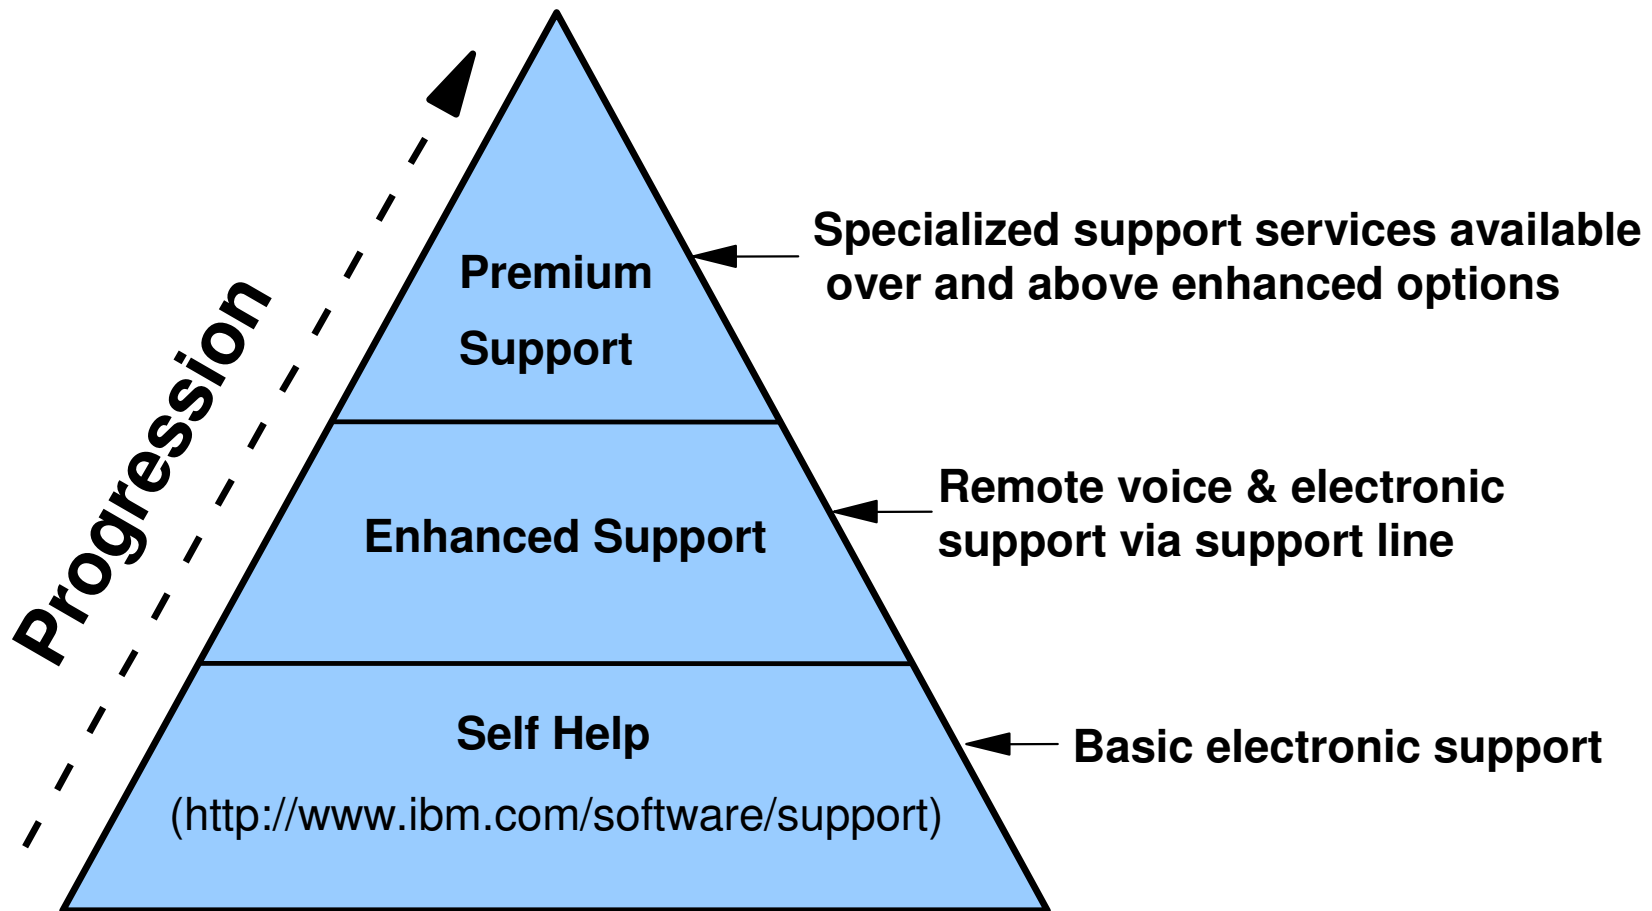 Progression
Premium
Support
Specialized support services available
over and above enhanced options
Enhanced Support
Remote voice & electronic
support via support line
Self Help
(http://www.ibm.com/software/support)
Basic electronic support